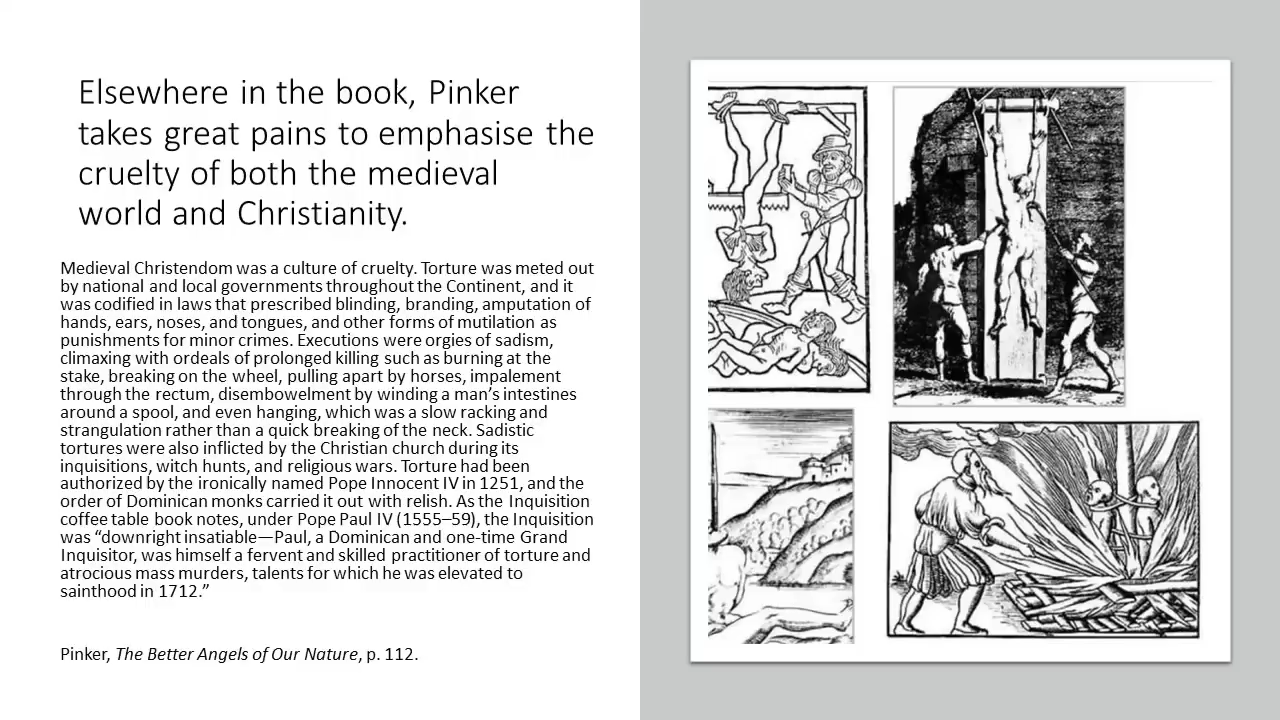 Elsewhere in the book, Pinker
takes great pains to emphasise the
cruelty of both the medieval
world and Christianity.
Medieval Christendom was a culture of cruelty. Torture was meted out
by national and local governments throughout the Continent, and it
was codified in laws that prescribed blinding, branding, amputation of
hands, ears, noses, and tongues, and other forms of mutilation as
punishments for minor crimes. Executions were orgies of sadism,
climaxing with ordeals of prolonged killing such as burning at the
stake, breaking on the wheel, pulling apart by horses, impalement
through the rectum, disembowelment by winding a man’s intestines
around a spool, and even hanging, which was a slow racking and
strangulation rather than a quick breaking of the neck. Sadistic
tortures were also inflicted by the Christian church during its
inquisitions, witch hunts, and religious wars. Torture had been
authorized by the ironically named Pope Innocent IV in 1251, and the
order of Dominican monks carried it out with relish. As the Inquisition
coffee table book notes, under Pope Paul IV (1555–59), the Inquisition
was “downright insatiable—Paul, a Dominican and one-time Grand
Inquisitor, was himself a fervent and skilled practitioner of torture and
atrocious mass murders, talents for which he was elevated to
sainthood in 1712.”
Pinker, The Better Angels of Our Nature, p. 112.